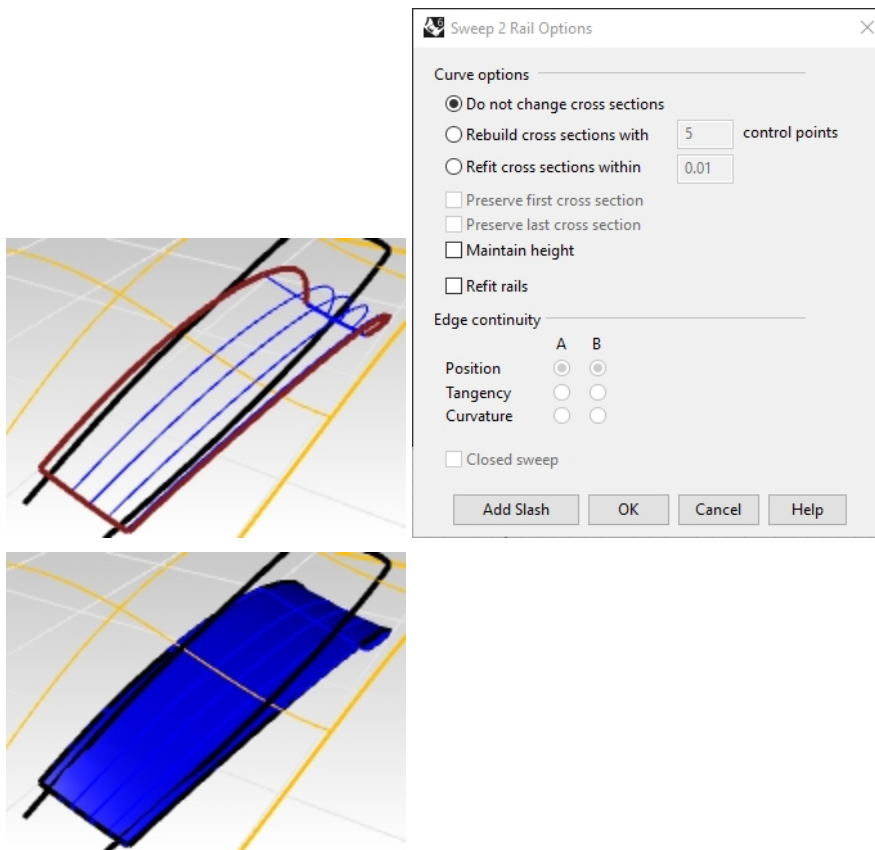 Sweep 2 Rail Options
Curve options
Do not change cross sections
Rebuild cross sections with 5 control points
Refit cross sections within 0.01
Preserve first cross section
Preserve last cross section
Maintain height
Refit rails
Edge continuity
A B
Position
Tangency
Curvature
Closed sweep
Add Slash OK Cancel Help